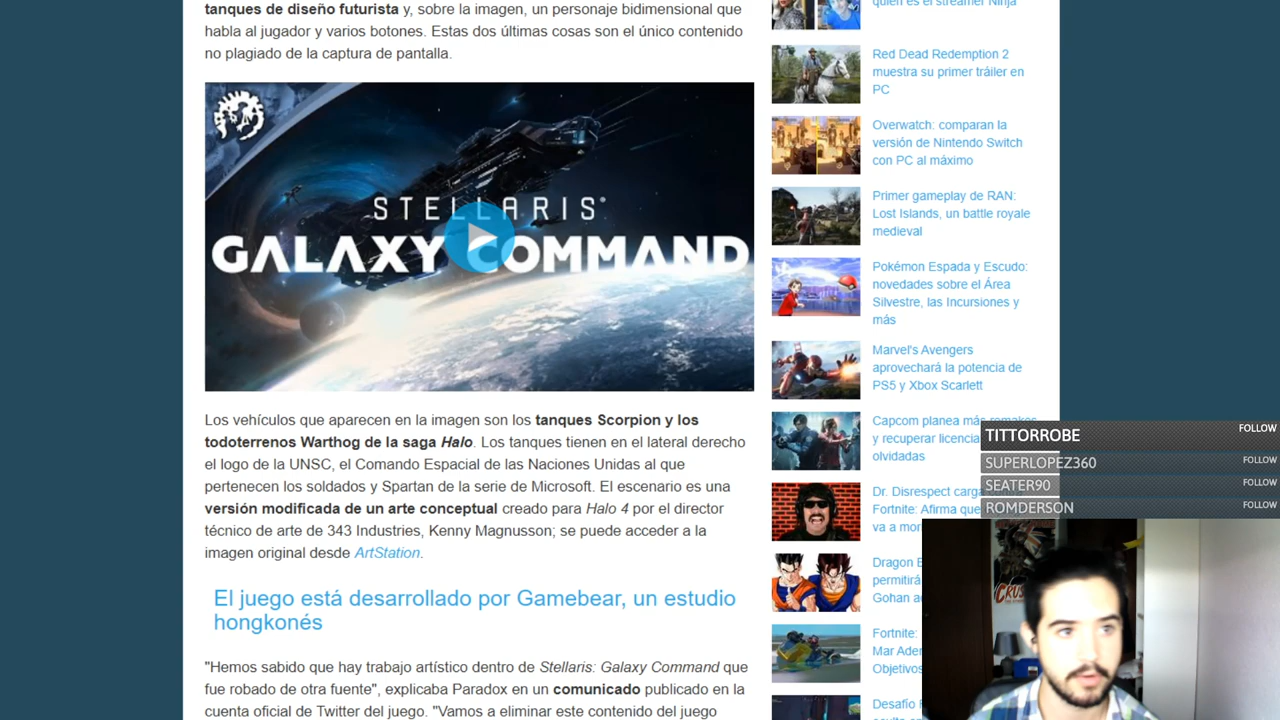 tanques de diseño futurista y, sobre la imagen, un personaje bidimensional que
habla al jugador y varios botones. Estas dos últimas cosas son el único contenido
no plagiado de la captura de pantalla.
STELLARIS
GALAXY COMMAND
Los vehículos que aparecen en la imagen son los tanques Scorpion y los
todoterrenos Warthog de la saga Halo. Los tanques tienen en el lateral derecho
el logo de la UNSC, el Comando Espacial de las Naciones Unidas al que
pertenecen los soldados y Spartan de la serie de Microsoft. El escenario es una
versión modificada de un arte conceptual creado para Halo 4 por el director
técnico de arte de 343 Industries, Kenny Magnusson; se puede acceder a la
imagen original desde ArtStation.
El juego está desarrollado por Gamebear, un estudio
hongkonés
"Hemos sabido que hay trabajo artístico dentro de Stellaris: Galaxy Command que
fue robado de otra fuente", explicaba Paradox en un comunicado publicado en la
cuenta oficial de Twitter del juego. "Vamos a eliminar este contenido del juego
quién es el streamer Ninja
Red Dead Redemption 2
muestra su primer tráiler en
PC
Overwatch: comparan la
versión de Nintendo Switch
con PC al máximo
Primer gameplay de RAN:
Lost Islands, un battle royale
medieval
Pokémon Espada y Escudo:
novedades sobre el Área
Silvestre, las Incursiones y
más
Marvel's Avengers
aprovechará la potencia de
PS5 y Xbox Scarlett
Capcom planea más remakes
y recuperar licencia
olvidadas
Dr. Disrespect carga
Fortnite: Afirma que
va a mor
Dragon
permitirá
Gohan
Fortnite:
Mar
Objetivos
Desafío
TITTORROBE FOLLOW
SUPERLOPEZ360 FOLLOW
SEATER90 FOLLOW
ROMDERSON FOLLOW